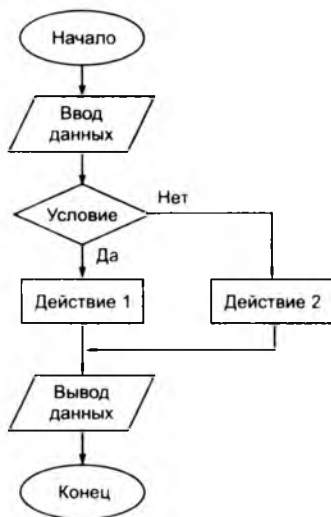 Начало
Ввод
данных
Условие
Нет
Да
Действие 1
Действие 2
Вывод
данных
Конец